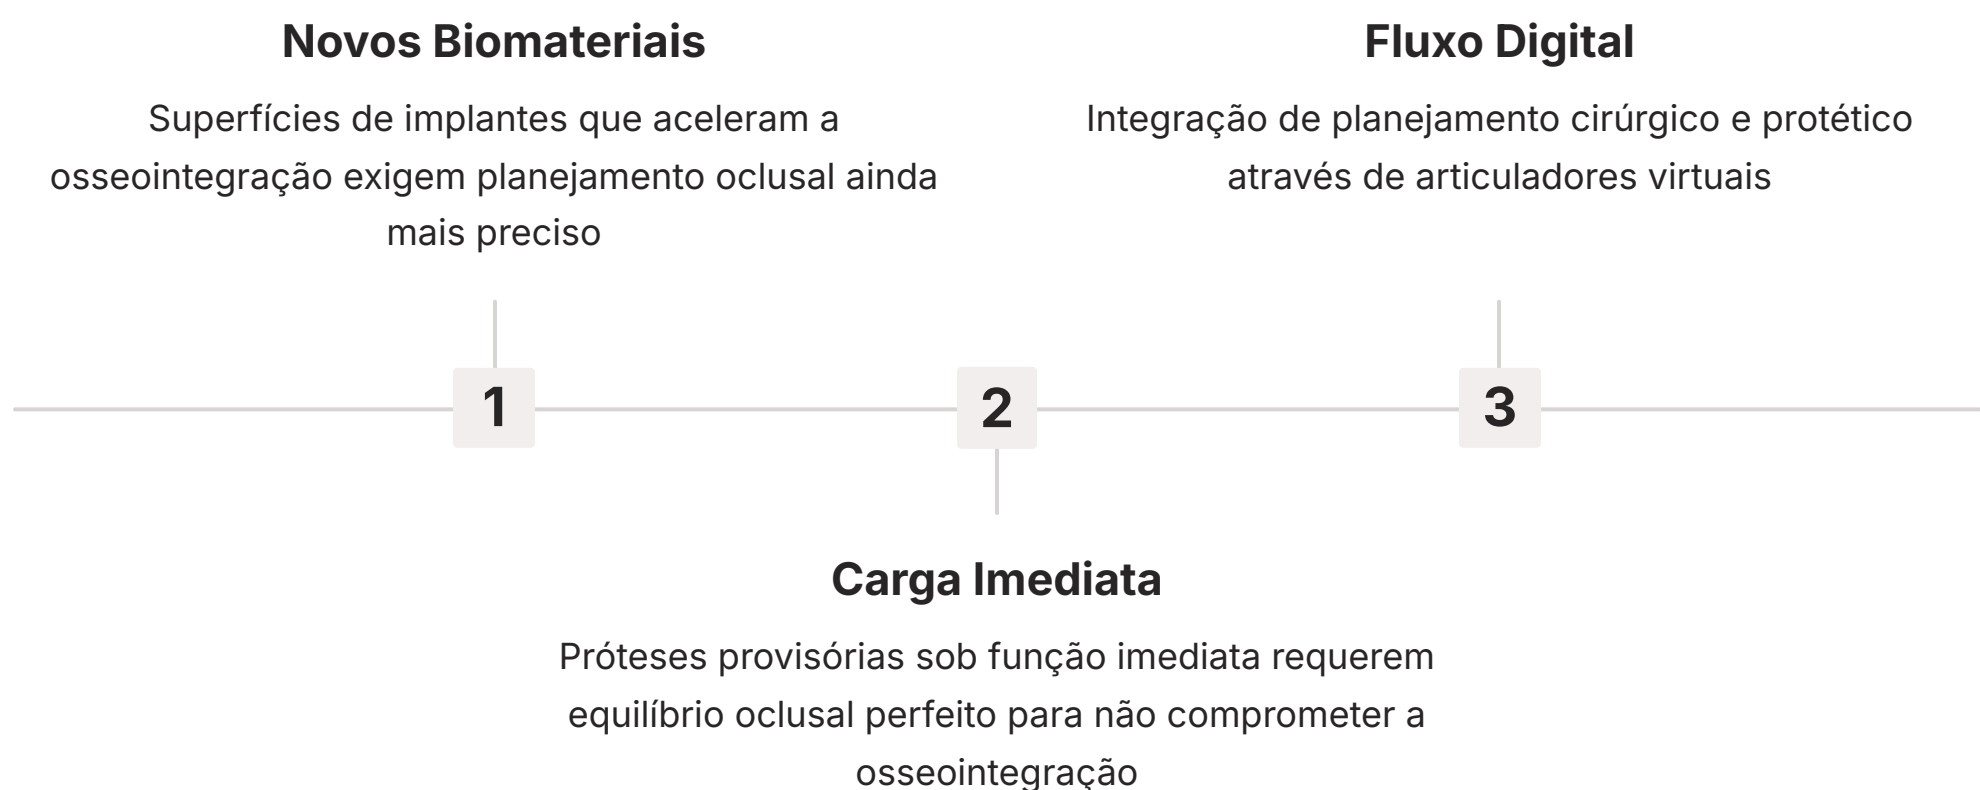 Novos Biomateriais
Superfícies de implantes que aceleram a
osseointegração exigem planejamento oclusal ainda
mais preciso
Fluxo Digital
Integração de planejamento cirúrgico e protético
através de articuladores virtuais
1
2
3
Carga Imediata
Próteses provisórias sob função imediata requerem
equilíbrio oclusal perfeito para não comprometer a
osseointegração